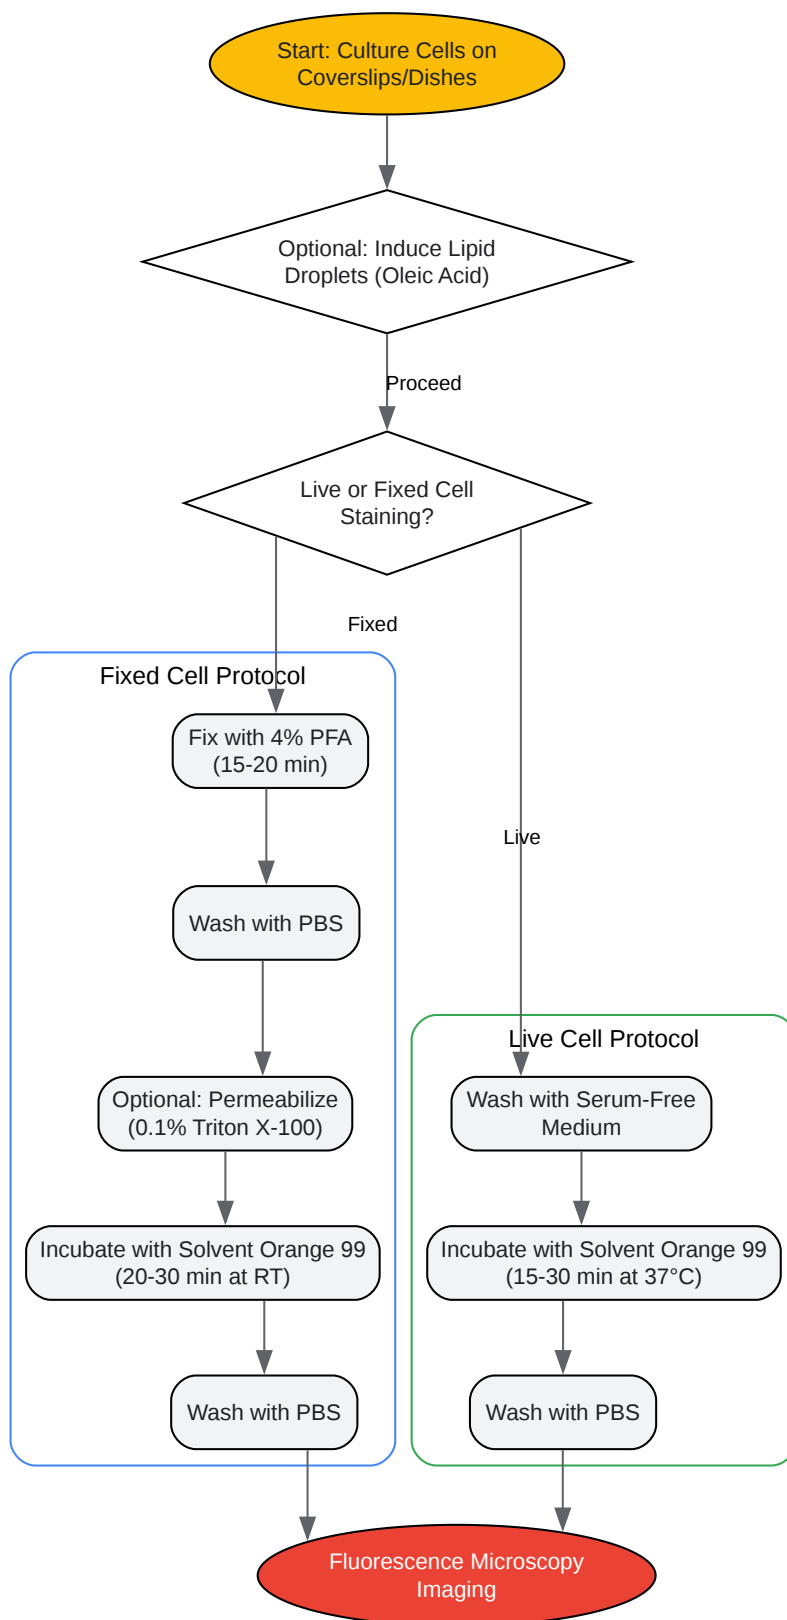 Start: Culture Cells on
Coverslips/Dishes
Optional: Induce Lipid
Droplets (Oleic Acid)
Proceed
Live or Fixed Cell
Staining?
Fixed
Fixed Cell Protocol
Fix with 4% PFA
(15-20 min)
Live
Wash with PBS
Live Cell Protocol
Optional: Permeabilize
(0.1% Triton X-100)
Wash with Serum-Free
Medium
Incubate with Solvent Orange 99
(20-30 min at RT)
Incubate with Solvent Orange 99
(15-30 min at 37°C)
Wash with PBS
Wash with PBS
Fluorescence Microscopy
Imaging